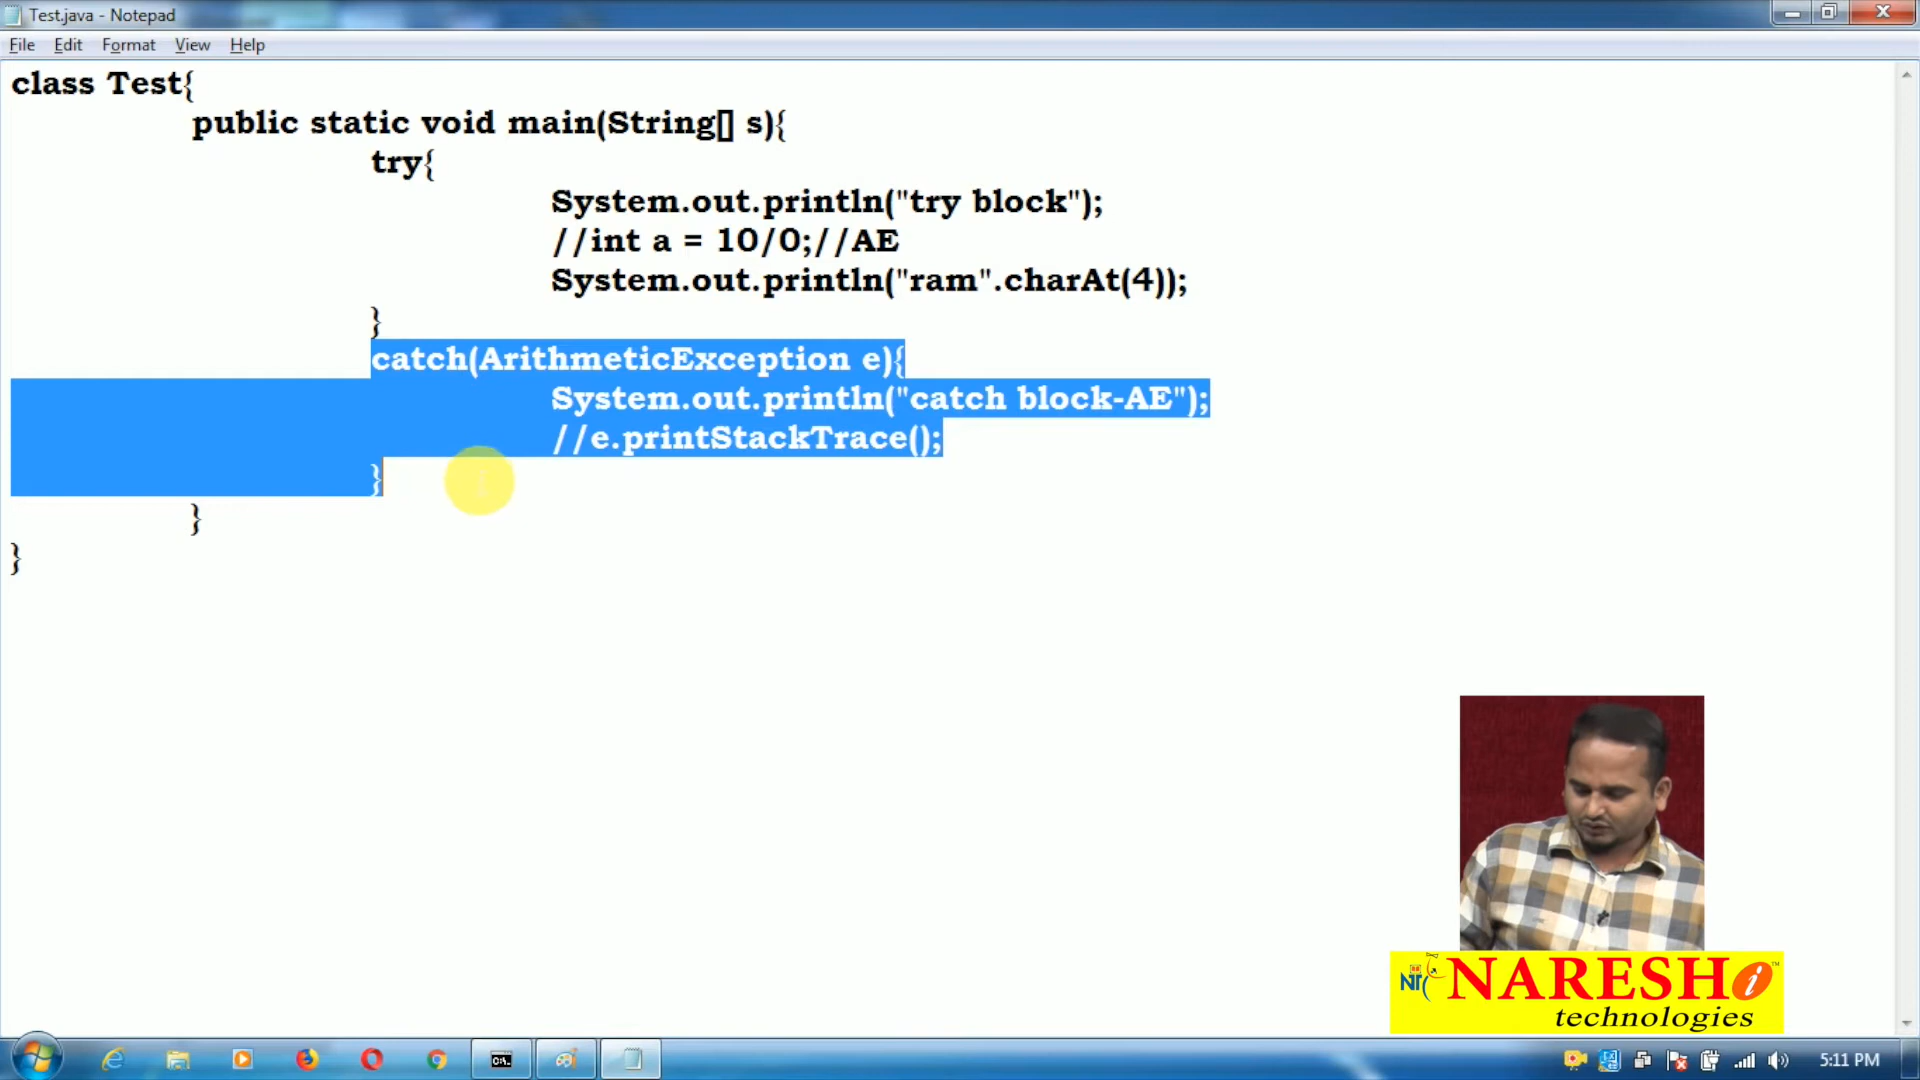 Test.java - Notepad
File Edit Format View Help
class Test{
public static void main(String[] s){
try{
System.out.println("try block");
//int a = 10/0;//AE
System.out.println("ram".charAt(4));
}
catch(ArithmeticException e){
System.out.println("catch block-AE");
//e.printStackTrace();
}
}
}
NARESH i ™
technologies
5:11 PM